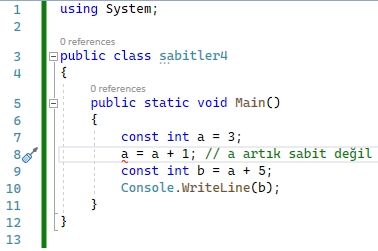 1 using System;
2
0 references
3 public class sabitler4
4 {
0 references
5 public static void Main()
6 {
7 const int a = 3;
8 a = a + 1; // a artık sabit değil
9 const int b = a + 5;
10 Console.WriteLine(b);
11 }
12 }
13